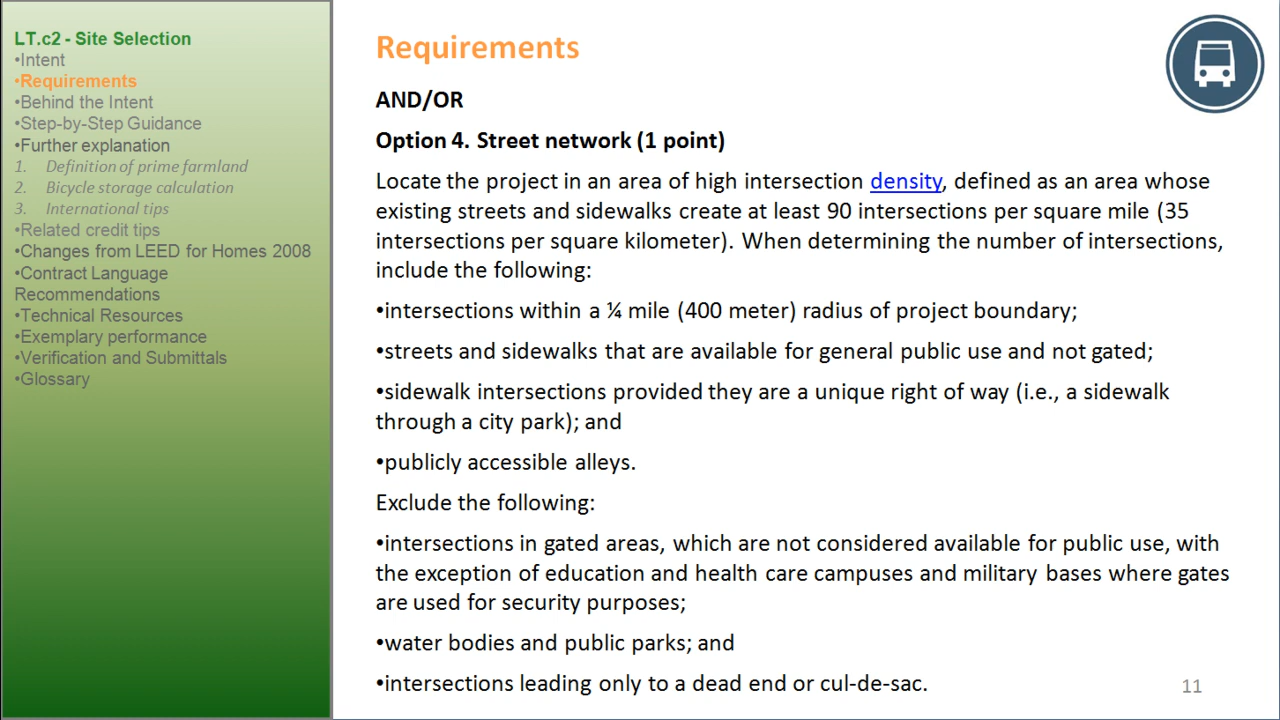 LT.c2 - Site Selection
•Intent
•Requirements
•Behind the Intent
•Step-by-Step Guidance
•Further explanation
1. Definition of prime farmland
2. Bicycle storage calculation
3. International tips
•Related credit tips
•Changes from LEED for Homes 2008
•Contract Language
Recommendations
•Technical Resources
•Exemplary performance
•Verification and Submittals
•Glossary
Requirements
AND/OR
Option 4. Street network (1 point)
Locate the project in an area of high intersection density, defined as an area whose
existing streets and sidewalks create at least 90 intersections per square mile (35
intersections per square kilometer). When determining the number of intersections,
include the following:
•intersections within a ¼ mile (400 meter) radius of project boundary;
•streets and sidewalks that are available for general public use and not gated;
•sidewalk intersections provided they are a unique right of way (i.e., a sidewalk
through a city park); and
•publicly accessible alleys.
Exclude the following:
•intersections in gated areas, which are not considered available for public use, with
the exception of education and health care campuses and military bases where gates
are used for security purposes;
•water bodies and public parks; and
•intersections leading only to a dead end or cul-de-sac.
11